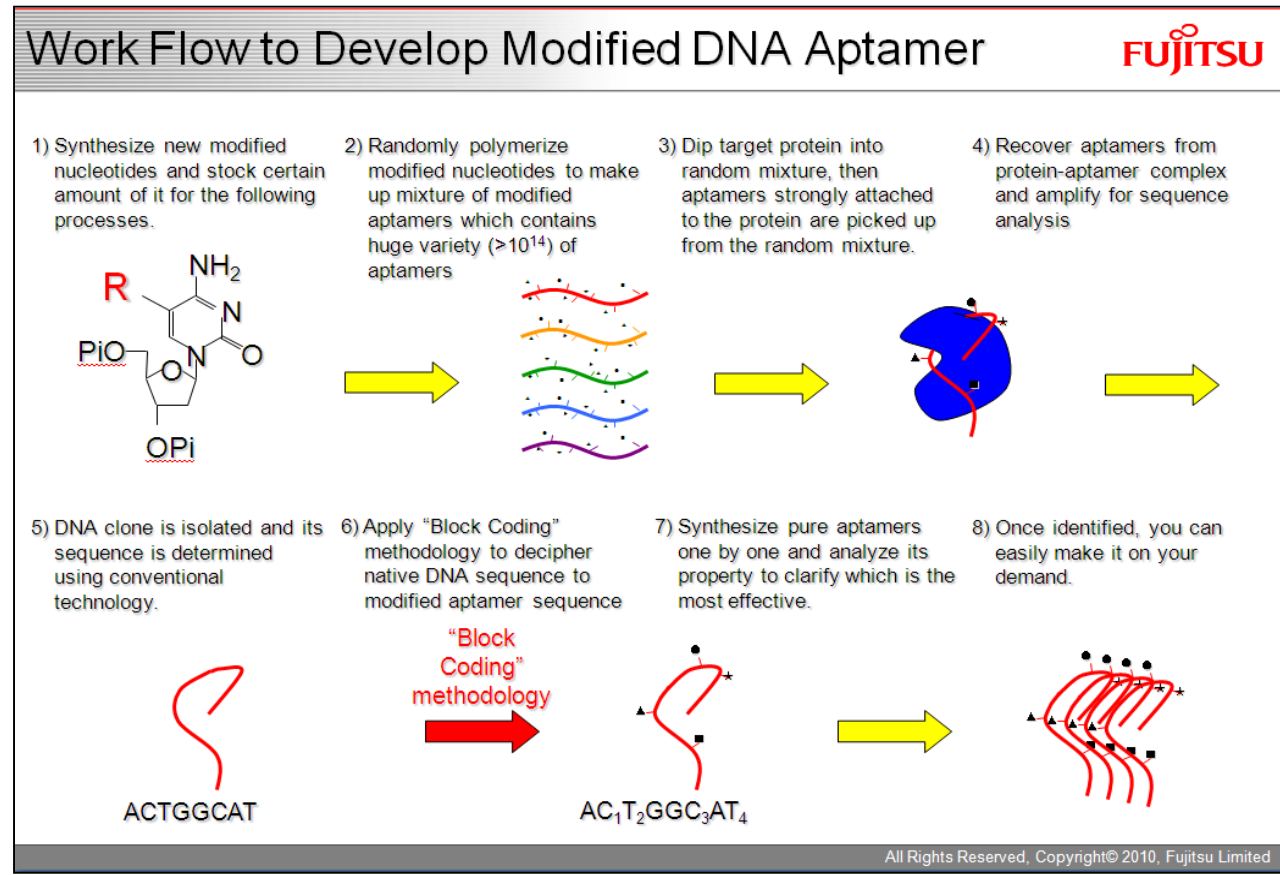 Work Flow to Develop Modified DNA Aptamer
FUJITSU
1) Synthesize new modified
nucleotides and stock certain
amount of it for the following
processes.
2) Randomly polymerize
modified nucleotides to make
up mixture of modified
aptamers which contains
huge variety (>10¹⁴) of
aptamers
3) Dip target protein into
random mixture, then
aptamers strongly attached
to the protein are picked up
from the random mixture.
4) Recover aptamers from
protein-aptamer complex
and amplify for sequence
analysis
R
NH₂
N
N
O
PiO
O
OPi
5) DNA clone is isolated and its
sequence is determined
using conventional
technology.
6) Apply “Block Coding”
methodology to decipher
native DNA sequence to
modified aptamer sequence
7) Synthesize pure aptamers
one by one and analyze its
property to clarify which is the
most effective.
8) Once identified, you can
easily make it on your
demand.
“Block
Coding”
methodology
ACTGGCAT
AC₁T₂GGC₃AT₄
All Rights Reserved, Copyright© 2010, Fujitsu Limited